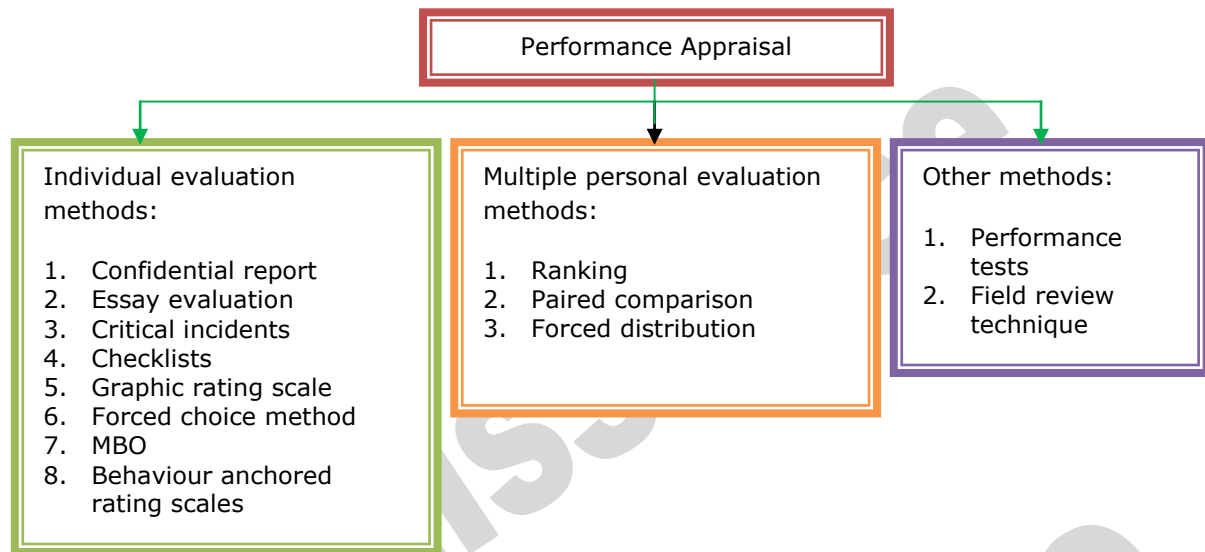 Performance Appraisal
Individual evaluation
methods:
1. Confidential report
2. Essay evaluation
3. Critical incidents
4. Checklists
5. Graphic rating scale
6. Forced choice method
7. MBO
8. Behaviour anchored
rating scales
Multiple personal evaluation
methods:
1. Ranking
2. Paired comparison
3. Forced distribution
Other methods:
1. Performance
tests
2. Field review
technique